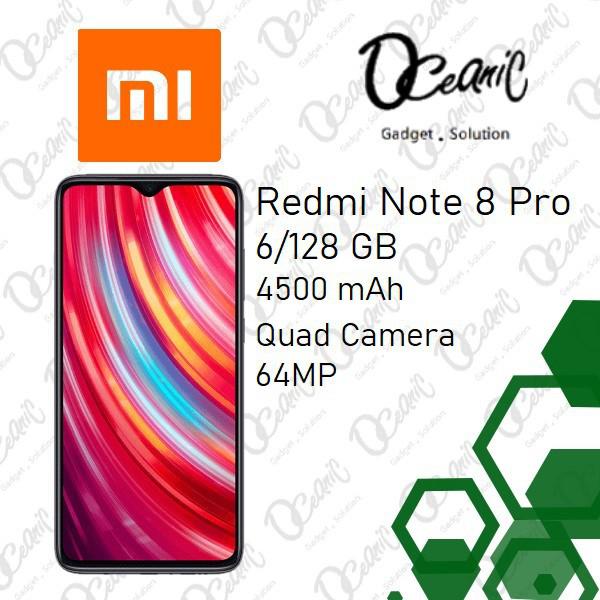 mi
Oceanic
Gadget . Solution
Redmi Note 8 Pro
6/128 GB
4500 mAh
Quad Camera
64MP